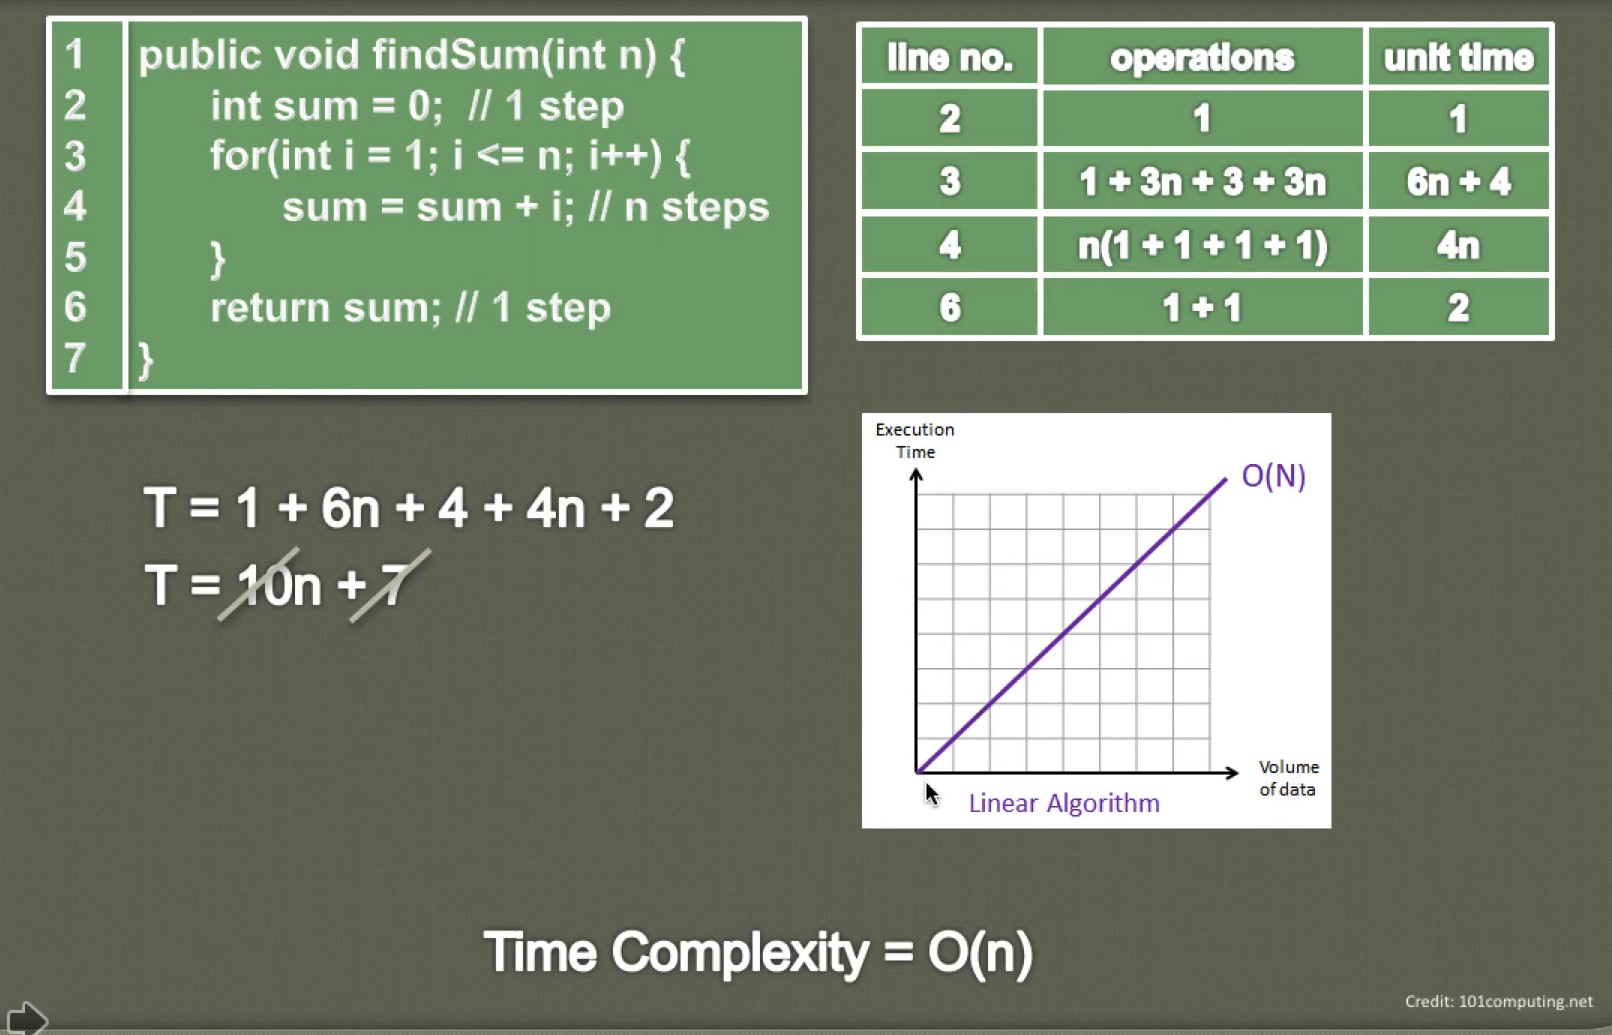 1 public void findSum(int n) {
2 int sum = 0; // 1 step
3 for(int i = 1; i <= n; i++) {
4 sum = sum + i; // n steps
5 }
6 return sum; // 1 step
7 }
line no. operations unit time
2 1 1
3 1 + 3n + 3 + 3n 6n + 4
4 n(1 + 1 + 1 + 1) 4n
6 1 + 1 2
T = 1 + 6n + 4 + 4n + 2
T = 10n + 7
Execution
Time
O(N)
Volume
of data
Linear Algorithm
Time Complexity = O(n)
Credit: 101computing.net